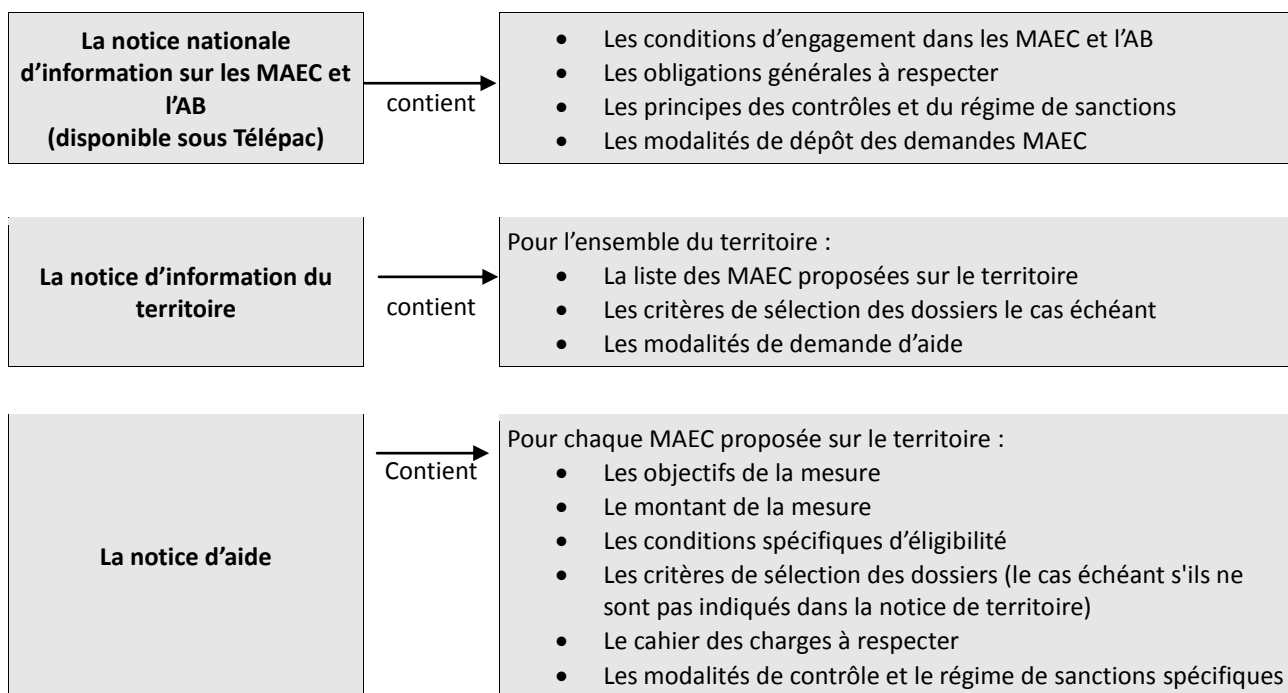 La notice nationale
d'information sur les MAEC et
l'AB
(disponible sous Télépac)
contient
• Les conditions d'engagement dans les MAEC et l'AB
• Les obligations générales à respecter
• Les principes des contrôles et du régime de sanctions
• Les modalités de dépôt des demandes MAEC
La notice d'information du
territoire
contient
Pour l'ensemble du territoire :
• La liste des MAEC proposées sur le territoire
• Les critères de sélection des dossiers le cas échéant
• Les modalités de demande d'aide
La notice d'aide
Contient
Pour chaque MAEC proposée sur le territoire :
• Les objectifs de la mesure
• Le montant de la mesure
• Les conditions spécifiques d'éligibilité
• Les critères de sélection des dossiers (le cas échéant s'ils ne
sont pas indiqués dans la notice de territoire)
• Le cahier des charges à respecter
• Les modalités de contrôle et le régime de sanctions spécifiques